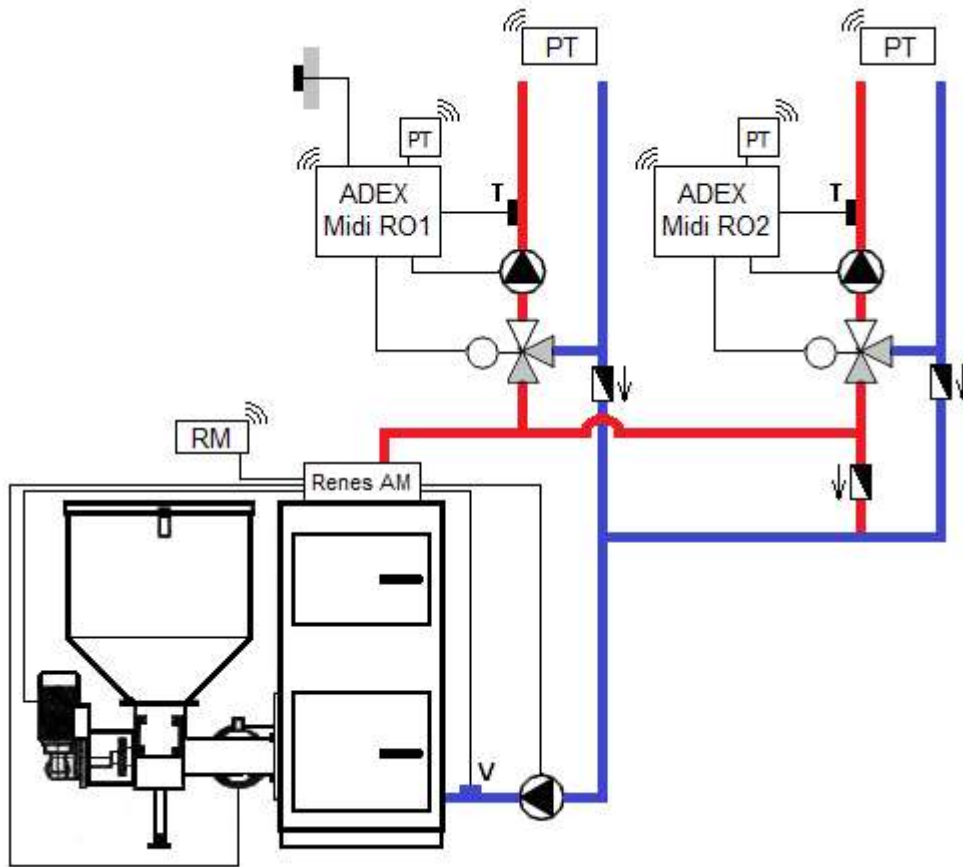 PT
PT
PT
PT
ADEX
Midi RO1
T
ADEX
Midi RO2
T
RM
Renes AM
V